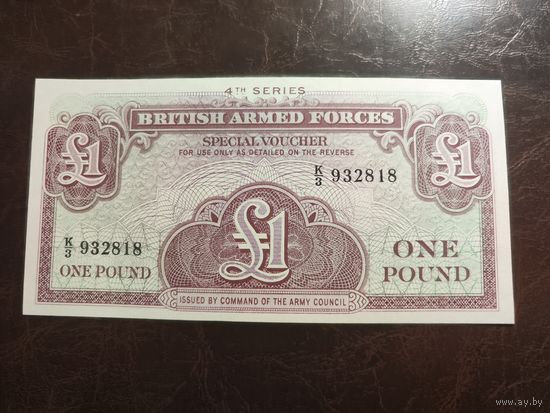 4TH SERIES
BRITISH ARMED FORCES
SPECIAL VOUCHER
FOR USE ONLY AS DETAILED ON THE REVERSE
£1 £1
K/3 932818
K/3 932818
£1
ONE POUND
ONE
POUND
ISSUED BY COMMAND OF THE ARMY COUNCIL
www.ay.by